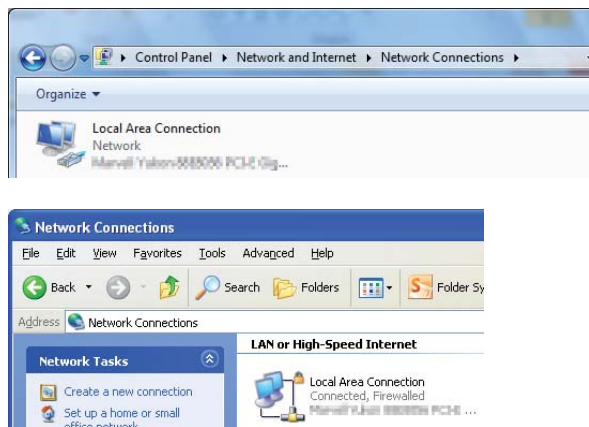 Control Panel ▸ Network and Internet ▸ Network Connections ▸
Organize ▾
Local Area Connection
Network
Network Connections
File Edit View Favorites Tools Advanced Help
Back Search Folders Folder Sy
Address Network Connections
Network Tasks
Create a new connection
Set up a home or small
office network
LAN or High-Speed Internet
Local Area Connection
Connected, Firewalled